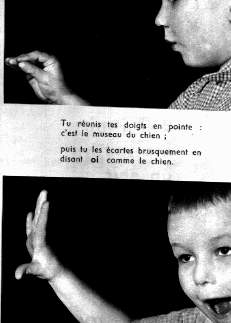 Tu réunis tes doigts en pointe :
c'est le museau du chien ;
puis tu les écartes brusquement en
disant oi comme le chien.